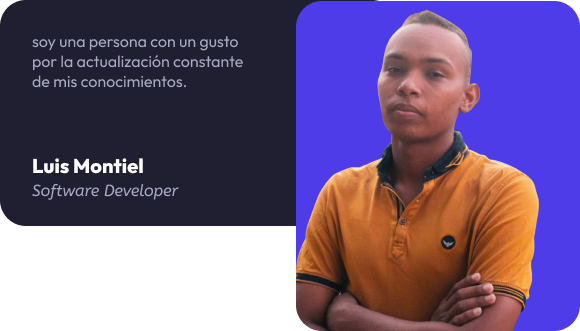 soy una persona con un gusto
por la actualización constante
de mis conocimientos.
Luis Montiel
Software Developer